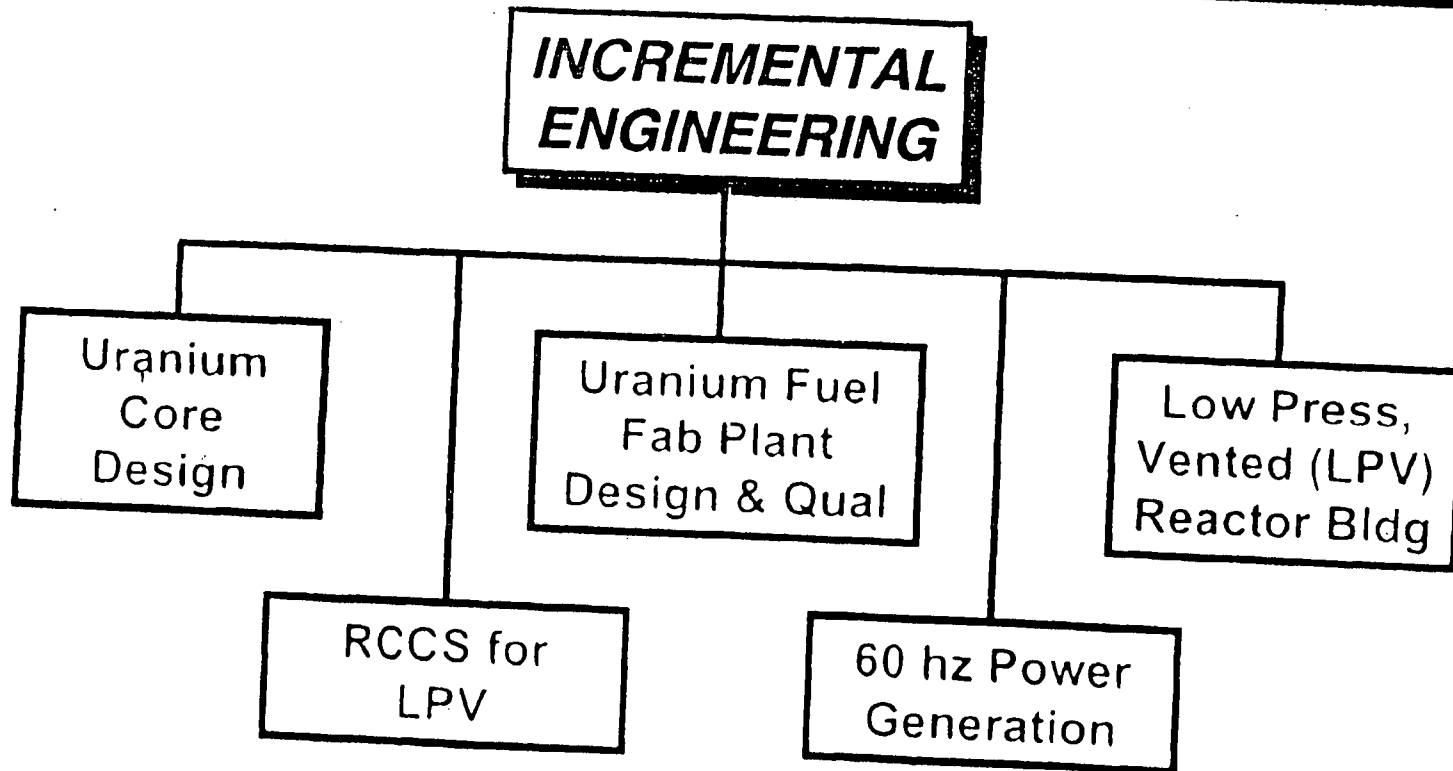 INCREMENTAL
ENGINEERING
Uranium
Core
Design
Uranium Fuel
Fab Plant
Design & Qual
Low Press,
Vented (LPV)
Reactor Bldg
RCCS for
LPV
60 hz Power
Generation